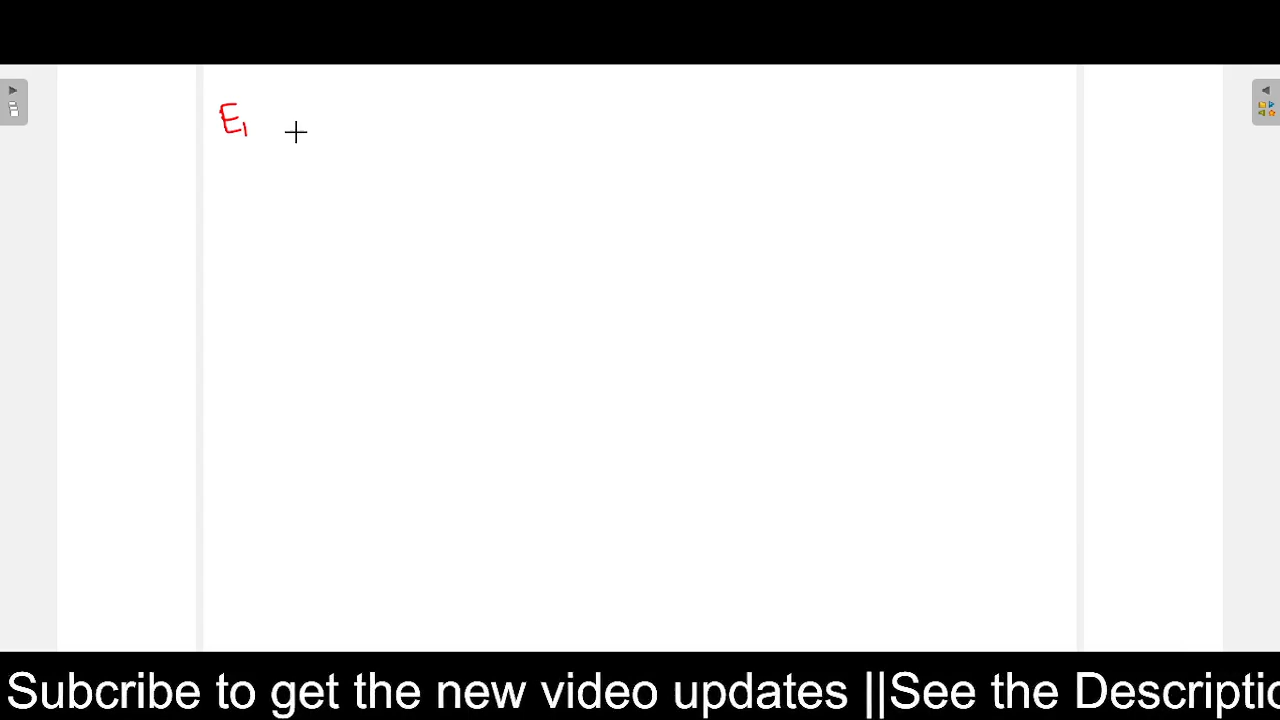 E₁
Subcribe to get the new video updates ||See the Descriptio